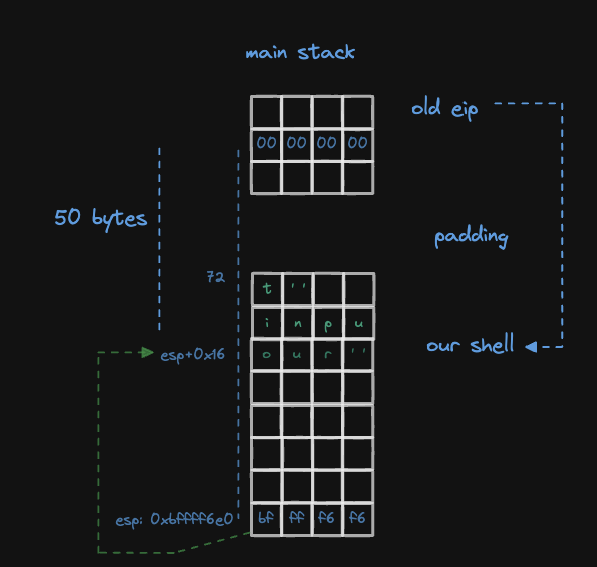 main stack
old eip
00 00 00 00
50 bytes
padding
72
t ' '
i n p u
our shell
esp+0x16
o u r ' '
esp: 0xbffff6e0
bf ff f6 f6